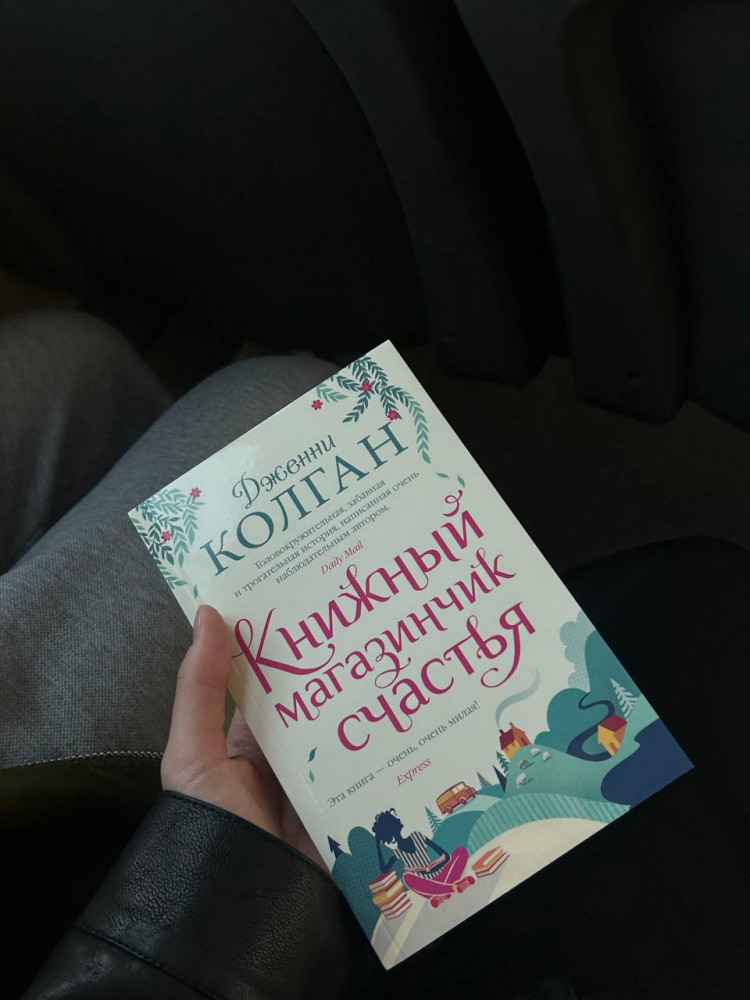 Дженни
КОЛГАН
Головокружительная, забавная
и трогательная история, написанная очень
наблюдательным автором.
Daily Mail
Книжный
магазинчик
счастья
Эта книга — очень, очень милая!
Express